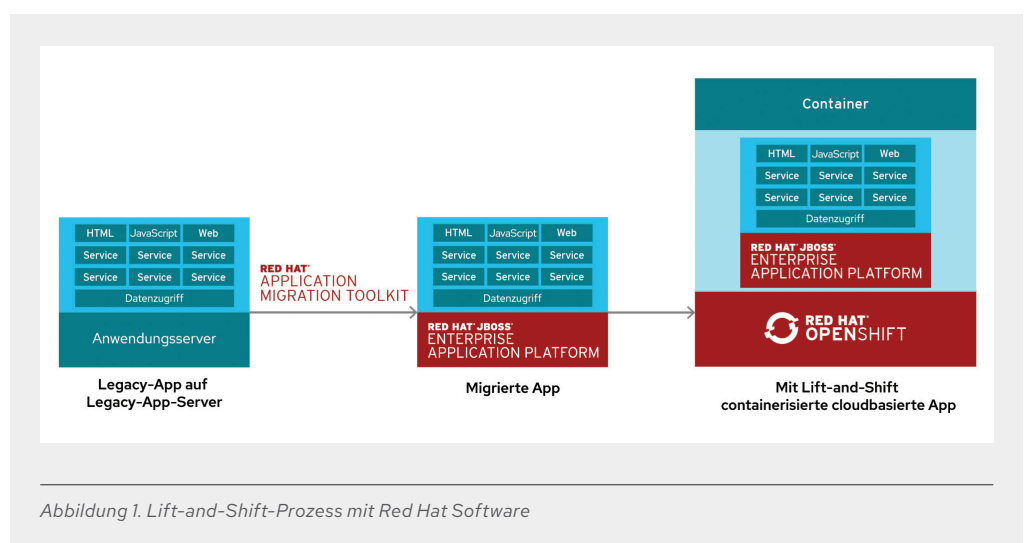 Container
HTML JavaScript Web
Service Service Service
Service Service Service
Datenzugriff
RED HAT® JBOSS®
ENTERPRISE
APPLICATION PLATFORM
RED HAT®
OPENSHIFT
HTML JavaScript Web
Service Service Service
Service Service Service
Datenzugriff
Anwendungsserver
RED HAT®
APPLICATION
MIGRATION TOOLKIT
HTML JavaScript Web
Service Service Service
Service Service Service
Datenzugriff
RED HAT® JBOSS®
ENTERPRISE
APPLICATION PLATFORM
Legacy-App auf
Legacy-App-Server
Migrierte App
Mit Lift-and-Shift
containerisierte cloudbasierte App
Abbildung 1. Lift-and-Shift-Prozess mit Red Hat Software